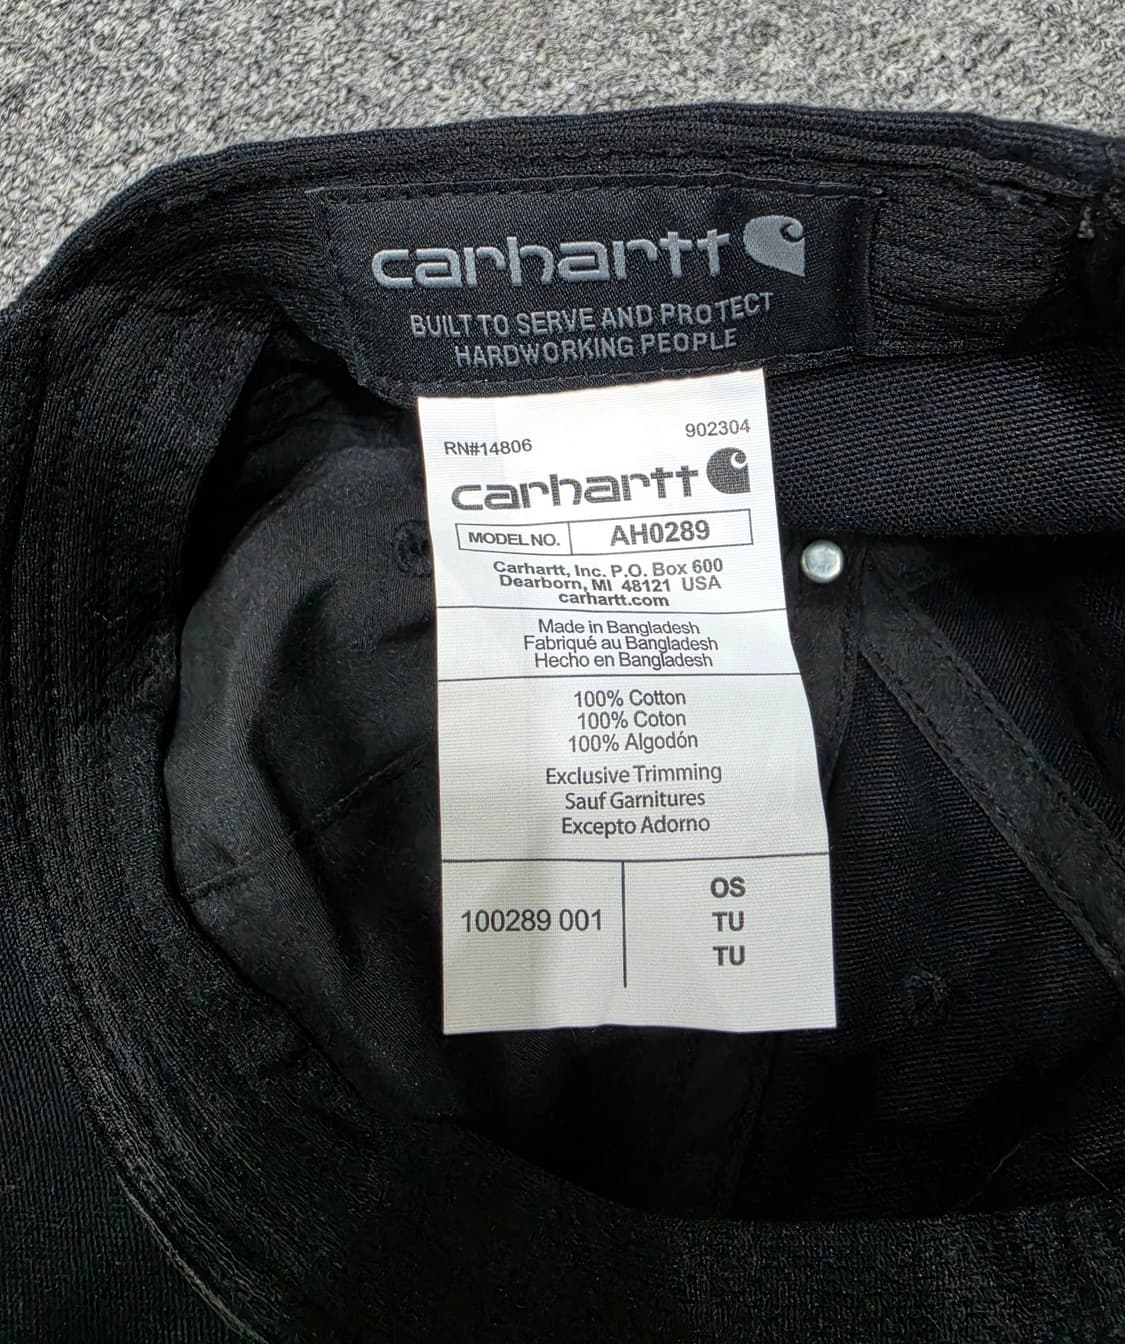 carhartt
BUILT TO SERVE AND PROTECT
HARDWORKING PEOPLE
RN#14806 902304
carhartt
MODEL NO. AH0289
Carhartt, Inc. P.O. Box 600
Dearborn, MI 48121 USA
carhartt.com
Made in Bangladesh
Fabriqué au Bangladesh
Hecho en Bangladesh
100% Cotton
100% Coton
100% Algodón
Exclusive Trimming
Sauf Garnitures
Excepto Adorno
100289 001
OS
TU
TU